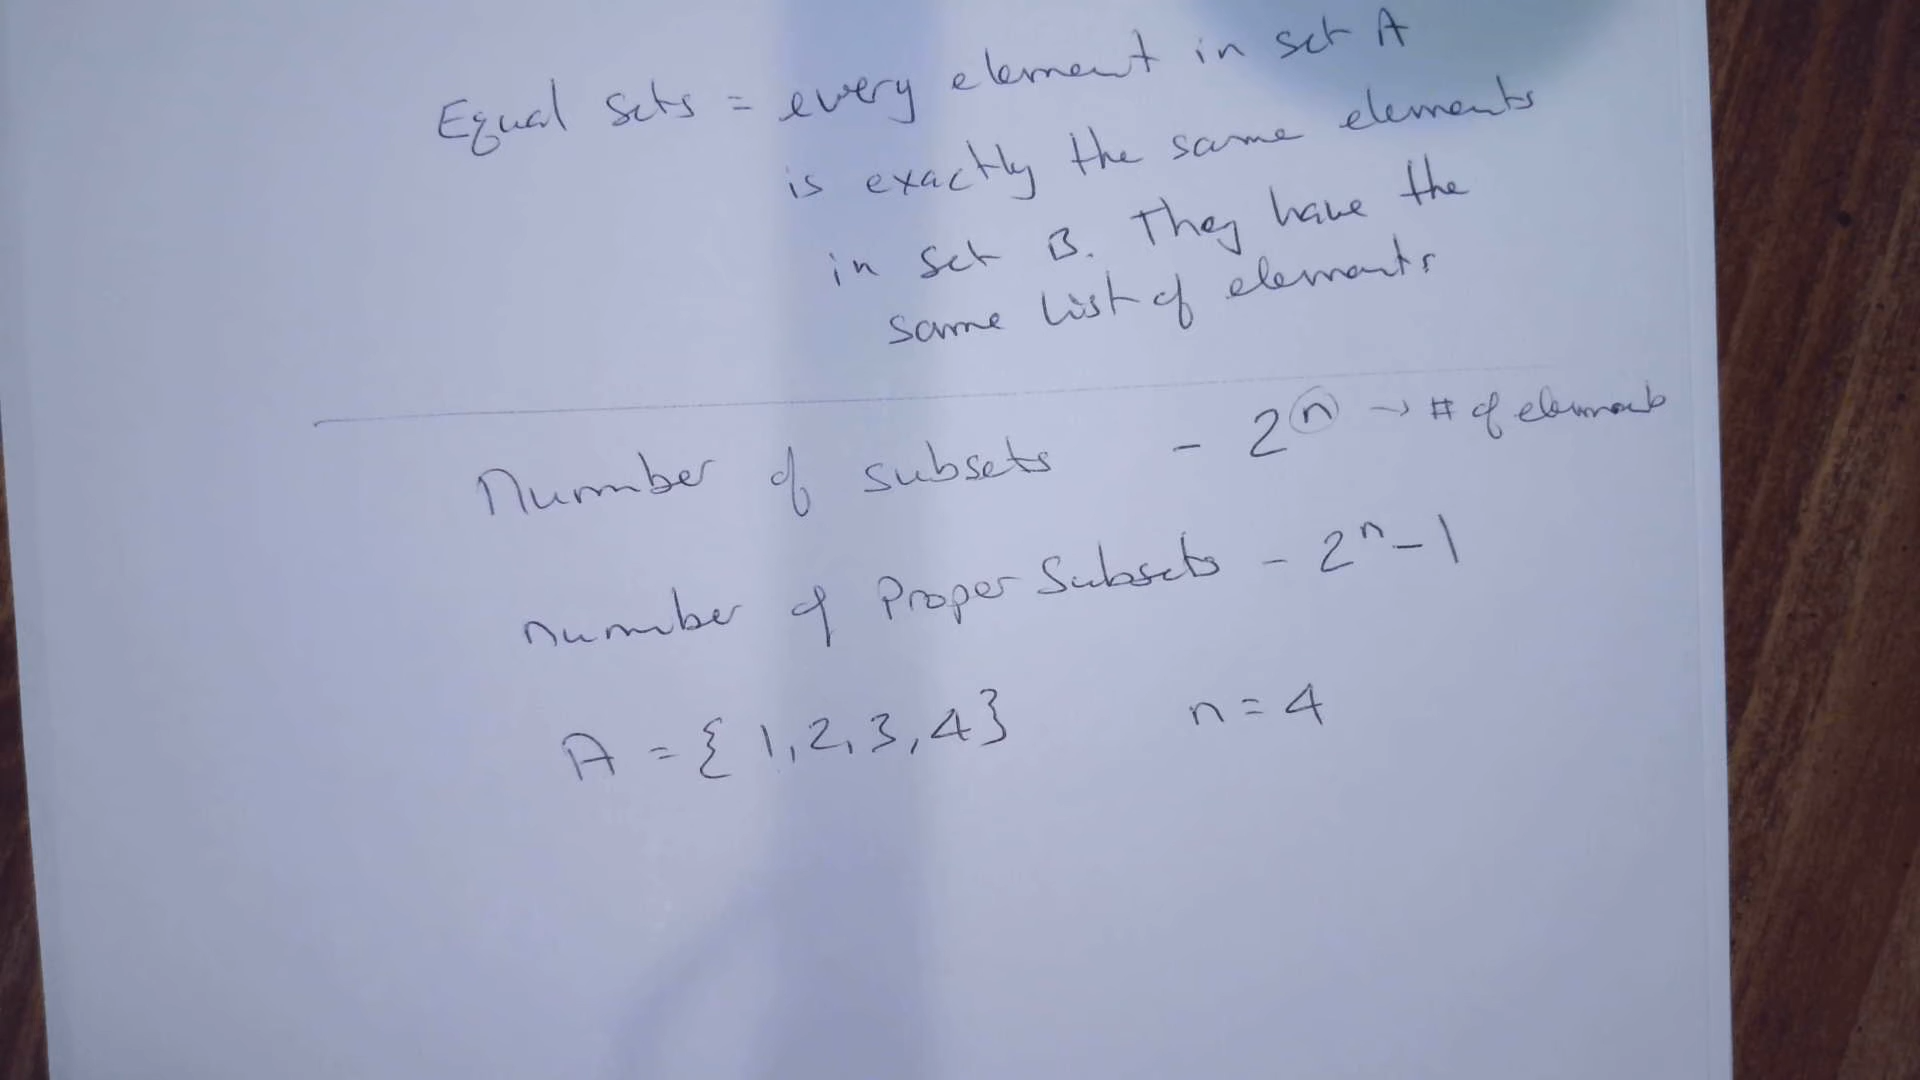 Equal Sets = every element in set A
is exactly the same elements
in set B. They have the
same list of elements
Number of subsets - 2ⁿ → # of elements
number of Proper Subsets - 2ⁿ-1
A = { 1, 2, 3, 4 } n = 4